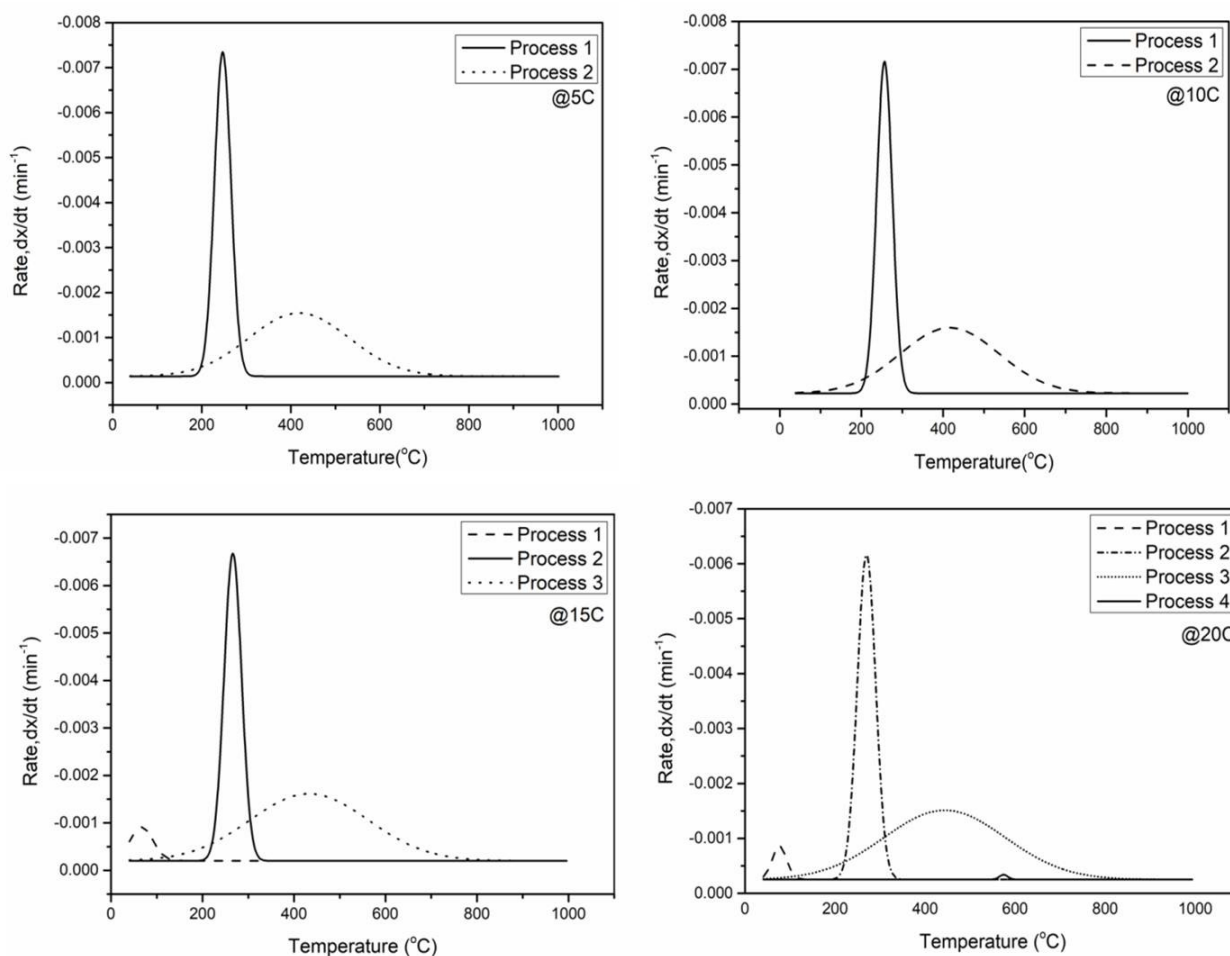 -0.008
-0.007
-0.006
-0.005
-0.004
-0.003
-0.002
-0.001
0.000
Rate,dx/dt (min⁻¹)
Process 1
Process 2
@5C
0 200 400 600 800 1000
Temperature(°C)
-0.008
-0.007
-0.006
-0.005
-0.004
-0.003
-0.002
-0.001
0.000
Rate,dx/dt (min⁻¹)
Process 1
Process 2
@10C
0 200 400 600 800 1000
Temperature(°C)
-0.007
-0.006
-0.005
-0.004
-0.003
-0.002
-0.001
0.000
Rate,dx/dt (min⁻¹)
Process 1
Process 2
Process 3
@15C
0 200 400 600 800 1000
Temperature (°C)
-0.007
-0.006
-0.005
-0.004
-0.003
-0.002
-0.001
0.000
Rate,dx/dt (min⁻¹)
Process 1
Process 2
Process 3
Process 4
@20C
0 200 400 600 800 1000
Temperature (°C)